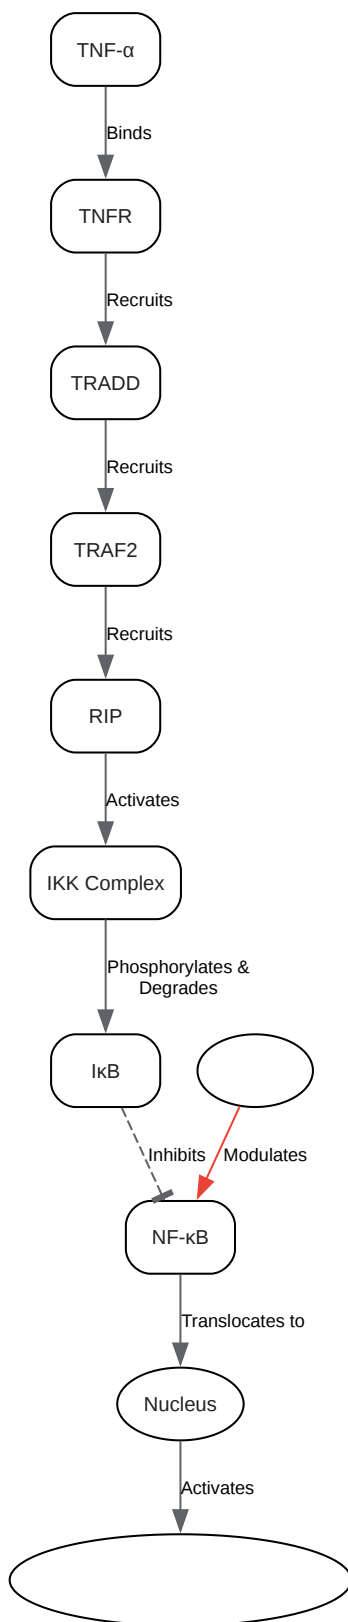 TNF-α
Binds
TNFR
Recruits
TRADD
Recruits
TRAF2
Recruits
RIP
Activates
IKK Complex
Phosphorylates &
Degrades
IκB
Inhibits
Modulates
NF-κB
Translocates to
Nucleus
Activates